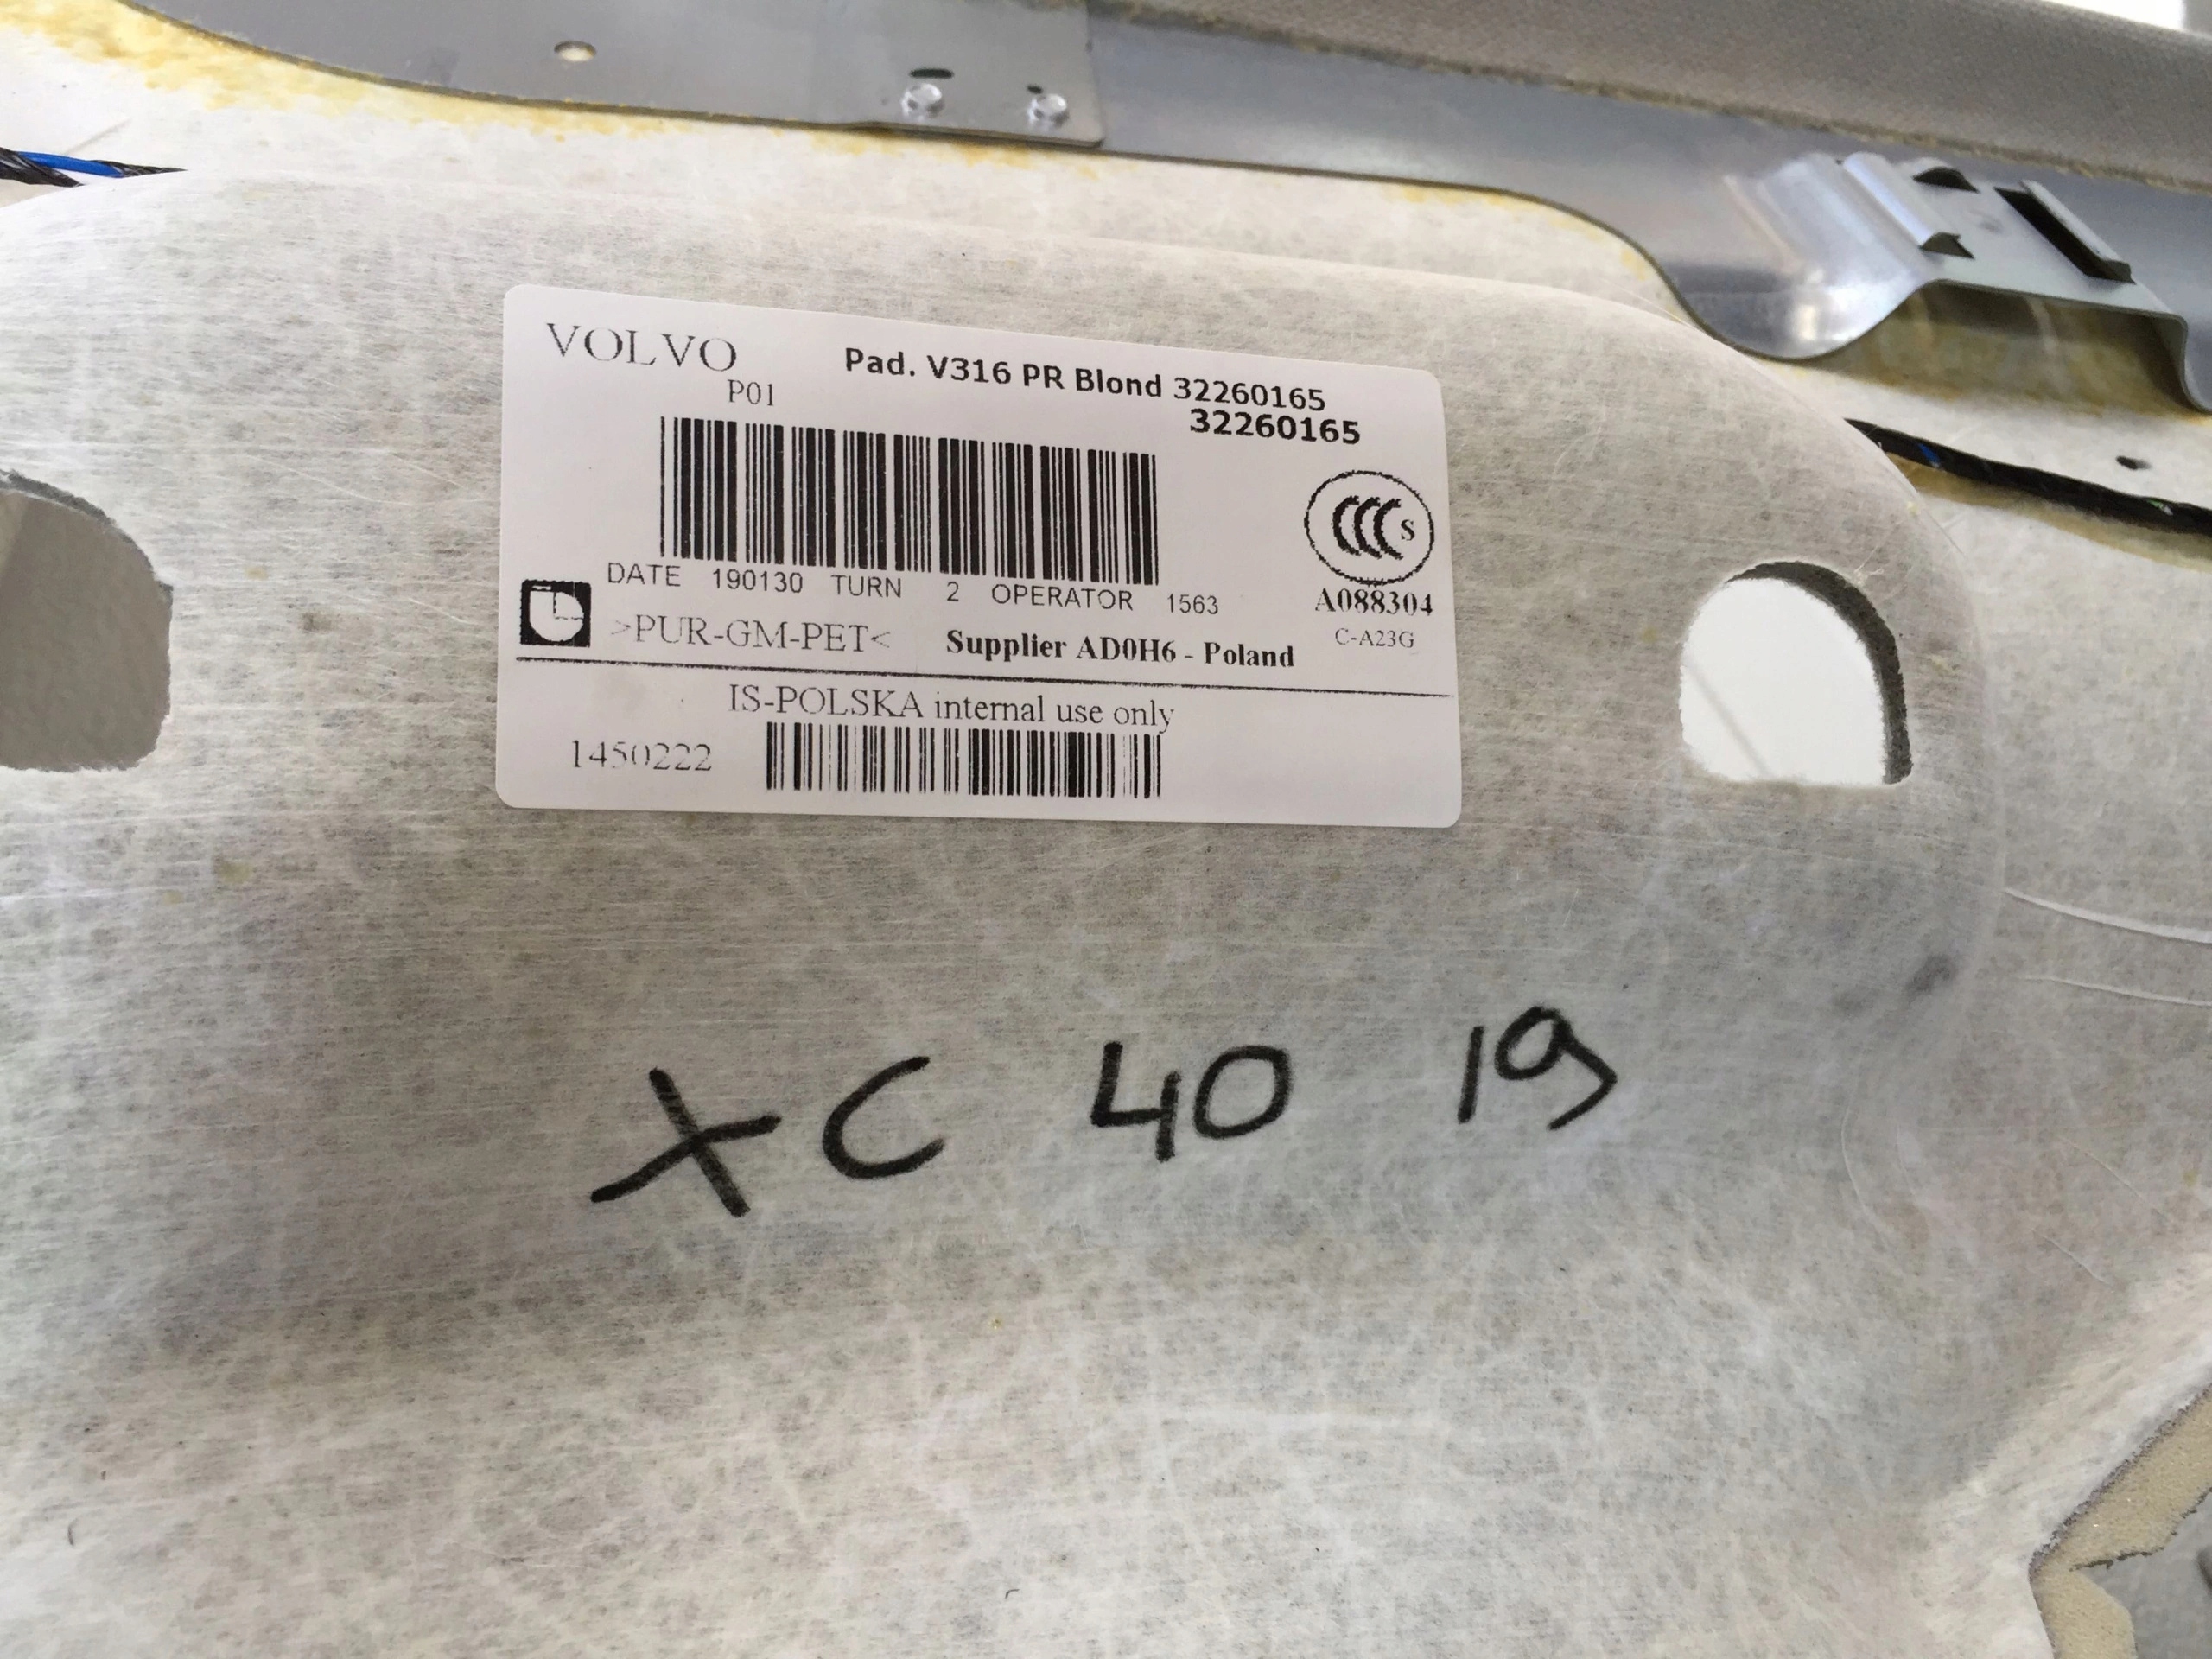 VOLVO
P01
Pad. V316 PR Blond 32260165
32260165
CCC S
A088304
C-A23G
DATE 190130 TURN 2 OPERATOR 1563
>PUR-GM-PET< Supplier AD0H6 - Poland
IS-POLSKA internal use only
1450222
XC 40 19